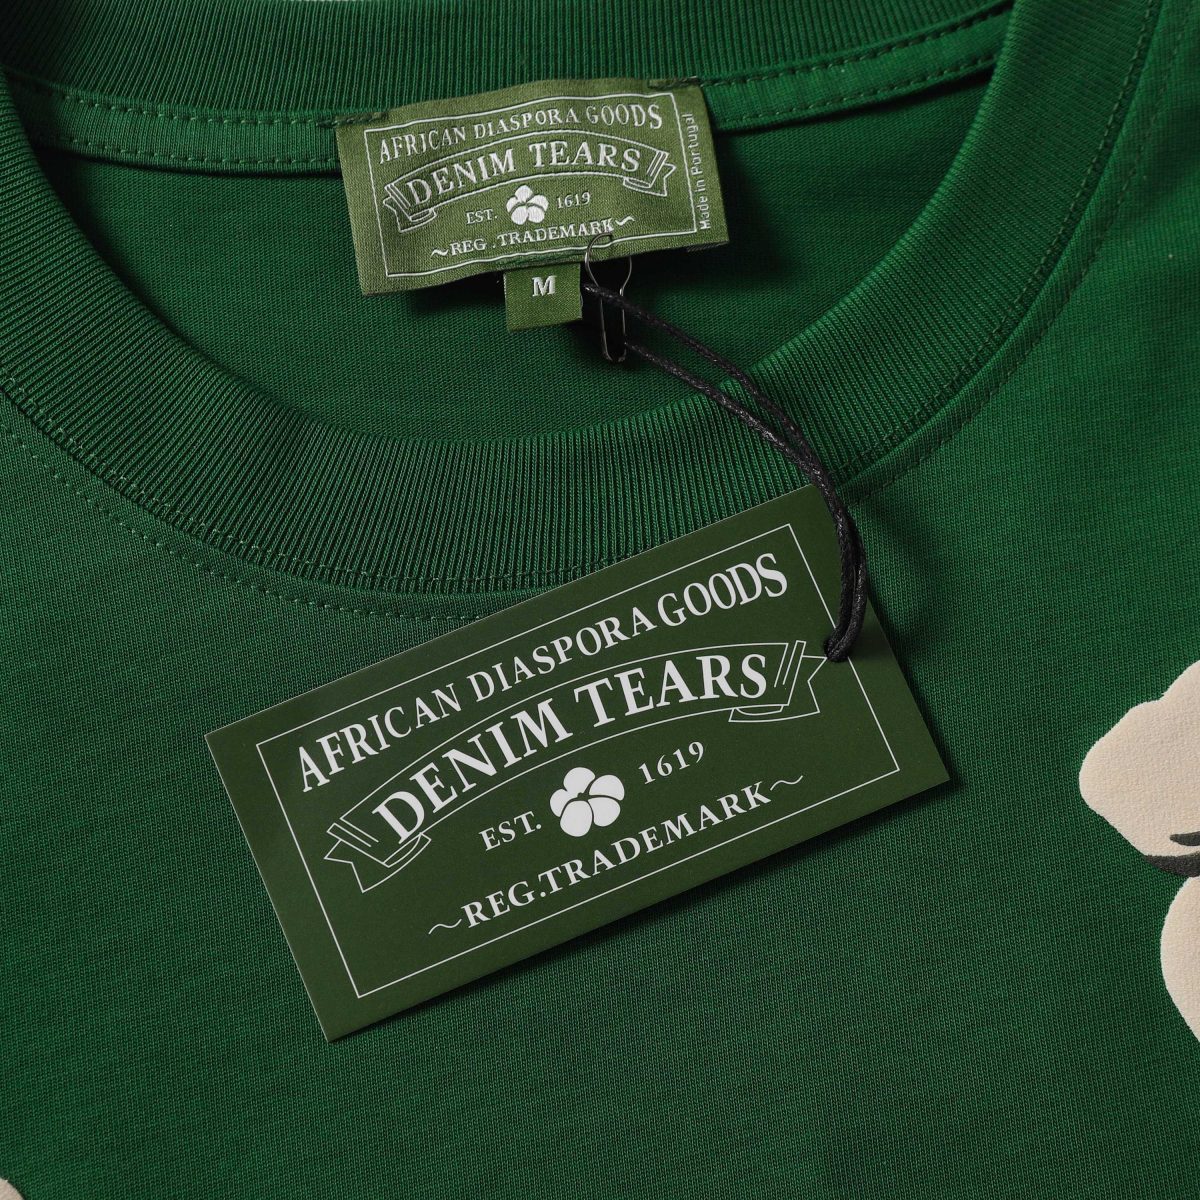 AFRICAN DIASPORA GOODS
DENIM TEARS
EST. 1619
~REG .TRADEMARK~
Made In Portugal
M
AFRICAN DIASPORA GOODS
DENIM TEARS
EST. 1619
~REG.TRADEMARK~